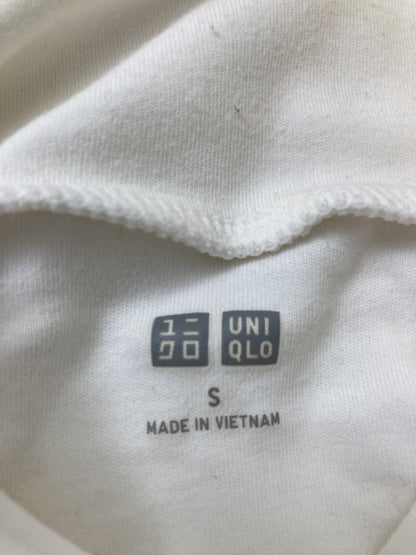 ユニ UNI
クロ QLO
S
MADE IN VIETNAM